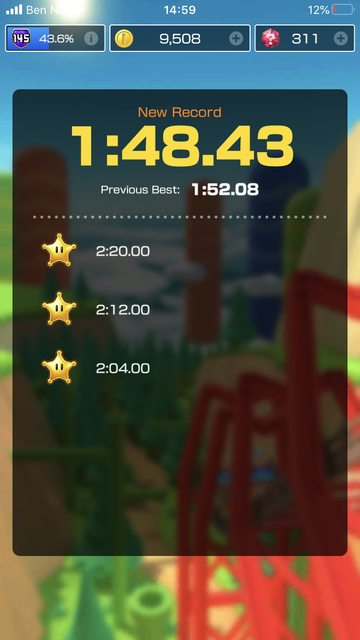 Ben N
14:59
12%
145
43.6%
i
9,508
311
New Record
1:48.43
Previous Best: 1:52.08
2:20.00
2:12.00
2:04.00